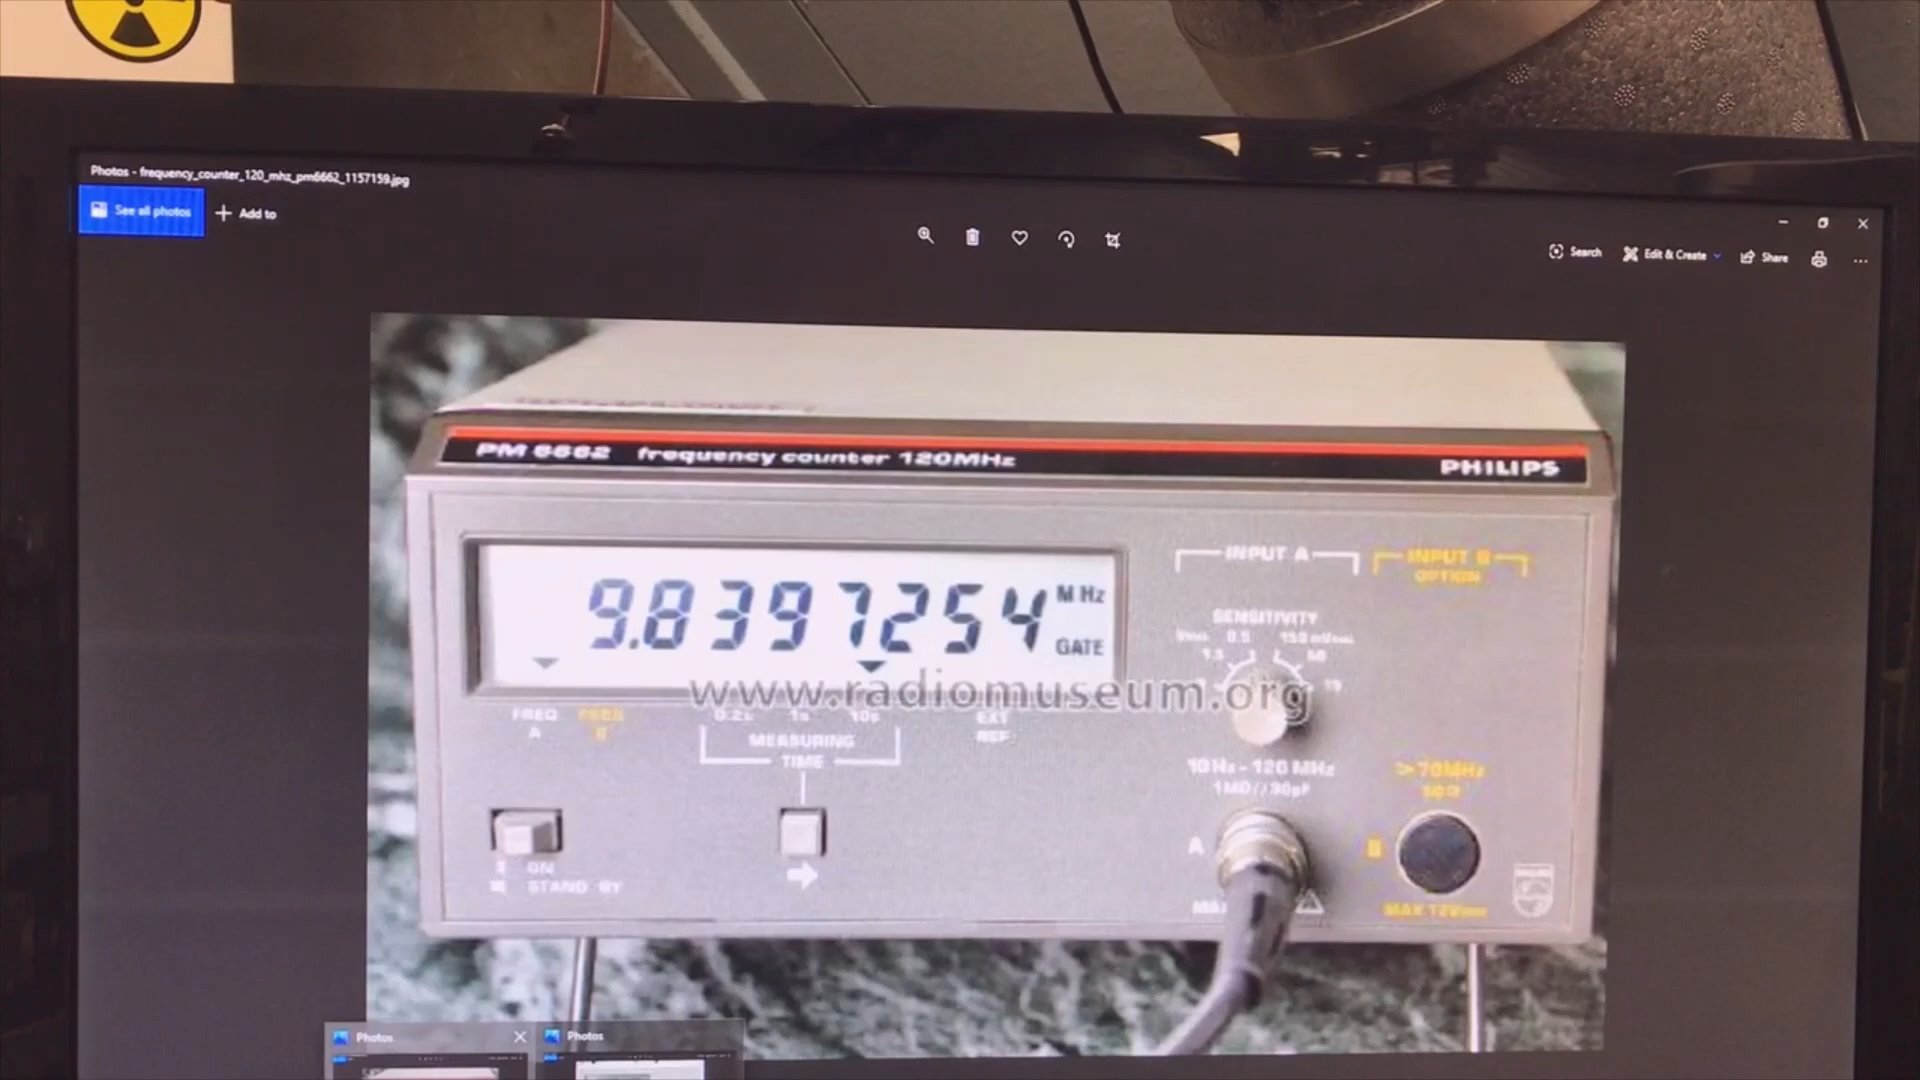 Photos - frequency_counter_120_mhz_pm6662_1157159.jpg
See all photos
Add to
Search
Edit & Create
Share
PM 6662 frequency counter 120MHz
PHILIPS
9.8397254 MHz
GATE
www.radiomuseum.org
INPUT A
INPUT B
OPTION
SENSITIVITY
0.5
150 mV
1.5
50
FREQ
A
B
0.2s 1s 10s
EXT
REF
MEASURING
TIME
10Hz - 120 MHz
1MΩ//30pF
>70MHz
50Ω
A
B
ON
STAND BY
MAX 12V
Photos
Photos